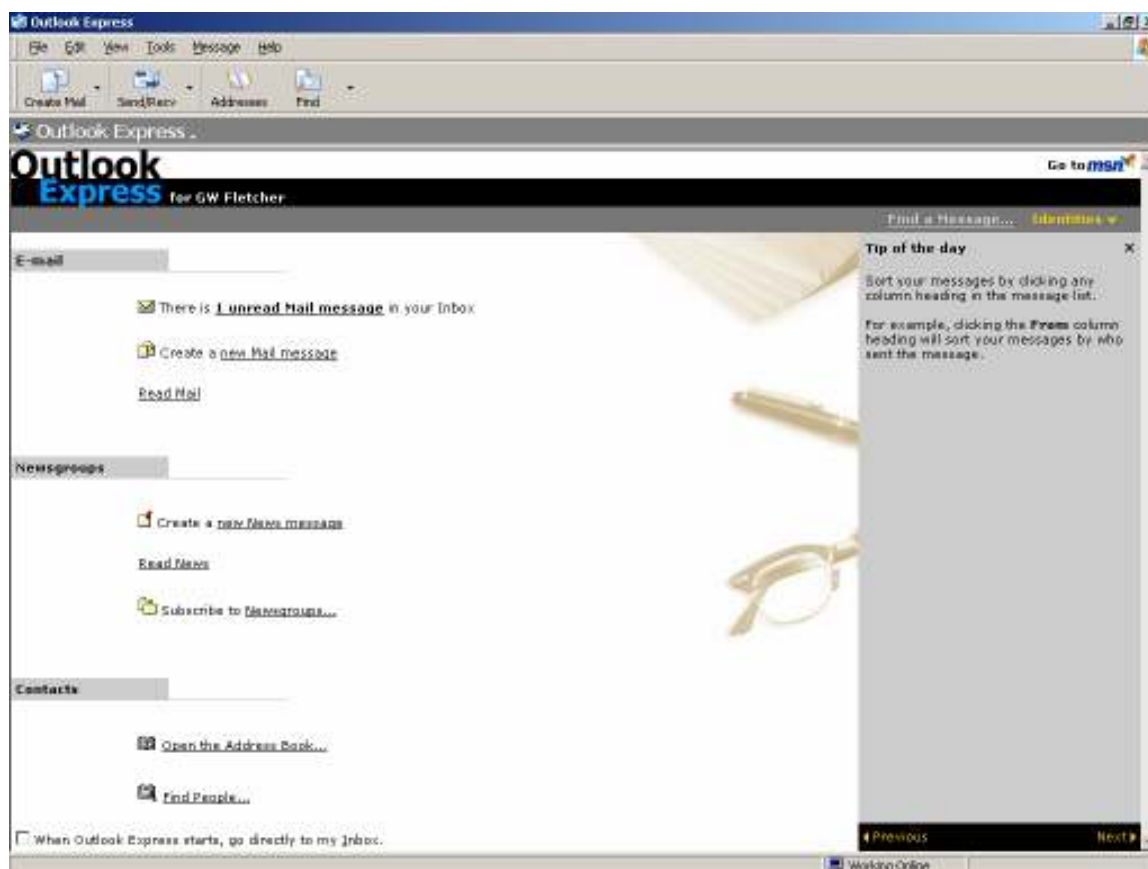 Outlook Express
File Edit View Tools Message Help
Create Mail Send/Recv Addresses Find
Outlook Express
Outlook
Go to msn
Express for GW Fletcher
Find a Message... Identities
E-mail
There is 1 unread Mail message in your Inbox
Create a new Mail message
Read Mail
Newsgroups
Create a new News message
Read News
Subscribe to Newsgroups...
Contacts
Open the Address Book...
Find People...
When Outlook Express starts, go directly to my Inbox.
Tip of the day
Sort your messages by clicking any
column heading in the message list.
For example, clicking the From column
heading will sort your messages by who
sent the message.
Previous Next
Working Online